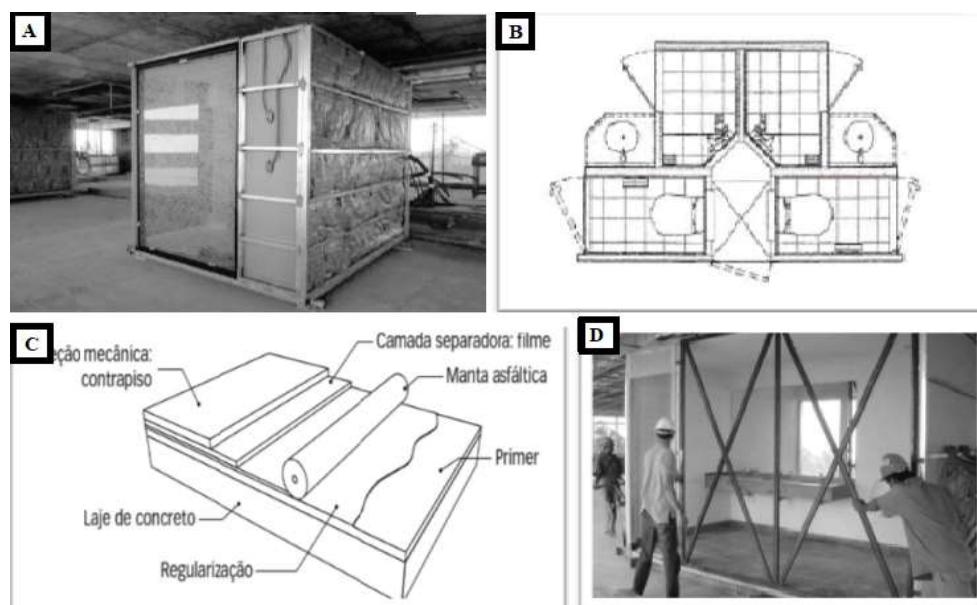 A
B
C
eção mecânica:
contrapiso
Camada separadora: filme
Manta asfáltica
Primer
Laje de concreto
Regularização
D